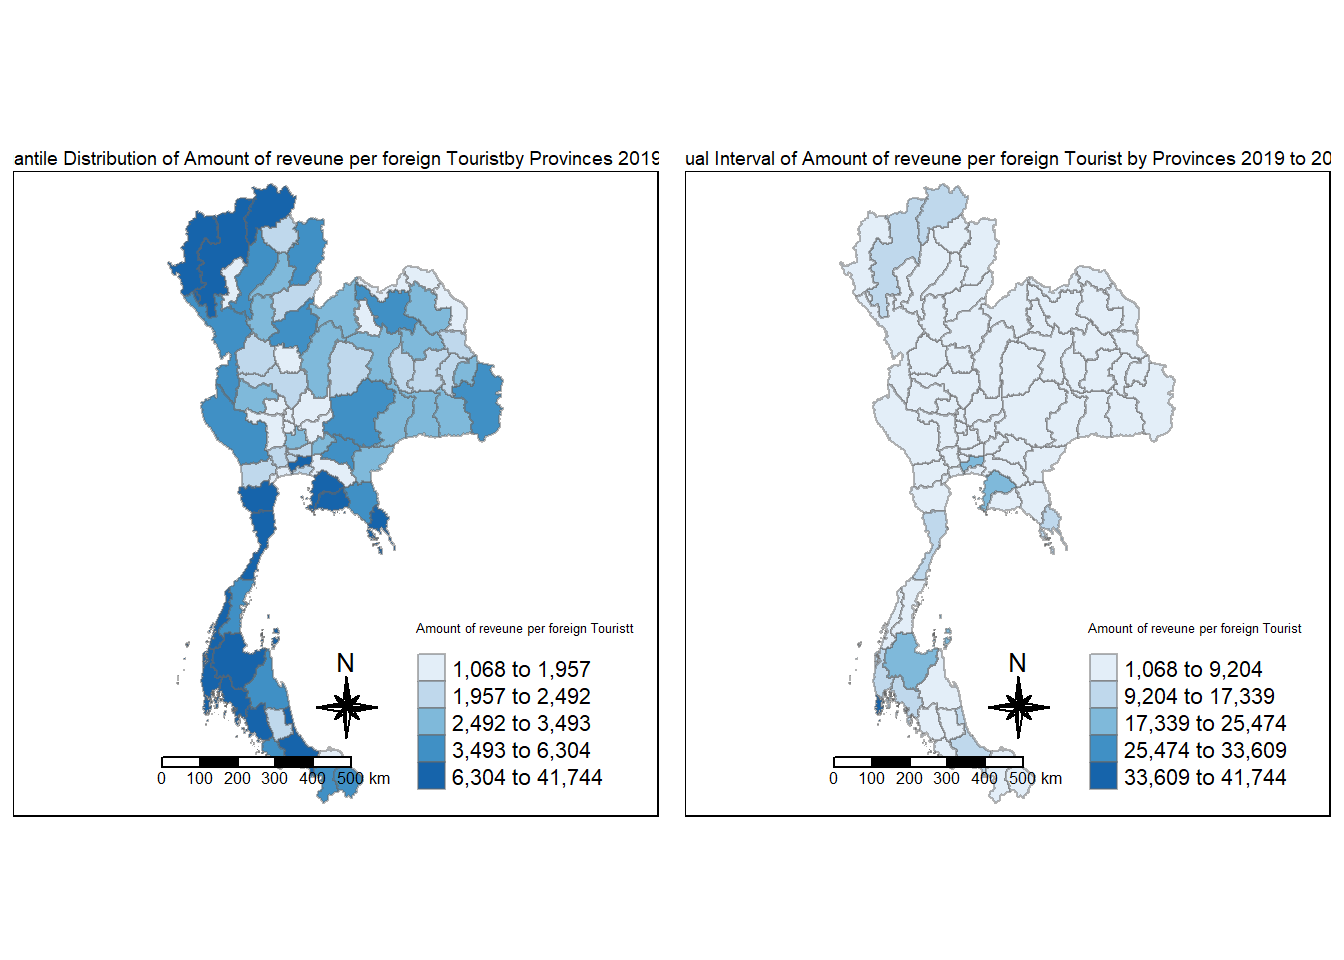 antile Distribution of Amount of reveune per foreign Touristby Provinces 2019
Amount of reveune per foreign Touristt
1,068 to 1,957
1,957 to 2,492
2,492 to 3,493
3,493 to 6,304
6,304 to 41,744
N
0 100 200 300 400 500 km
ual Interval of Amount of reveune per foreign Tourist by Provinces 2019 to 20
Amount of reveune per foreign Tourist
1,068 to 9,204
9,204 to 17,339
17,339 to 25,474
25,474 to 33,609
33,609 to 41,744
N
0 100 200 300 400 500 km